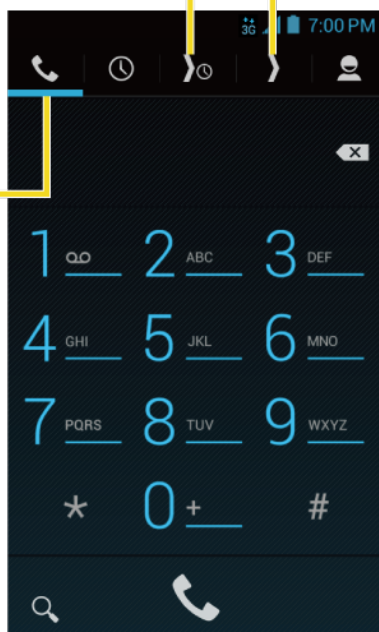 3G 7:00 PM
1 2 ABC 3 DEF
4 GHI 5 JKL 6 MNO
7 PQRS 8 TUV 9 WXYZ
* 0 + #